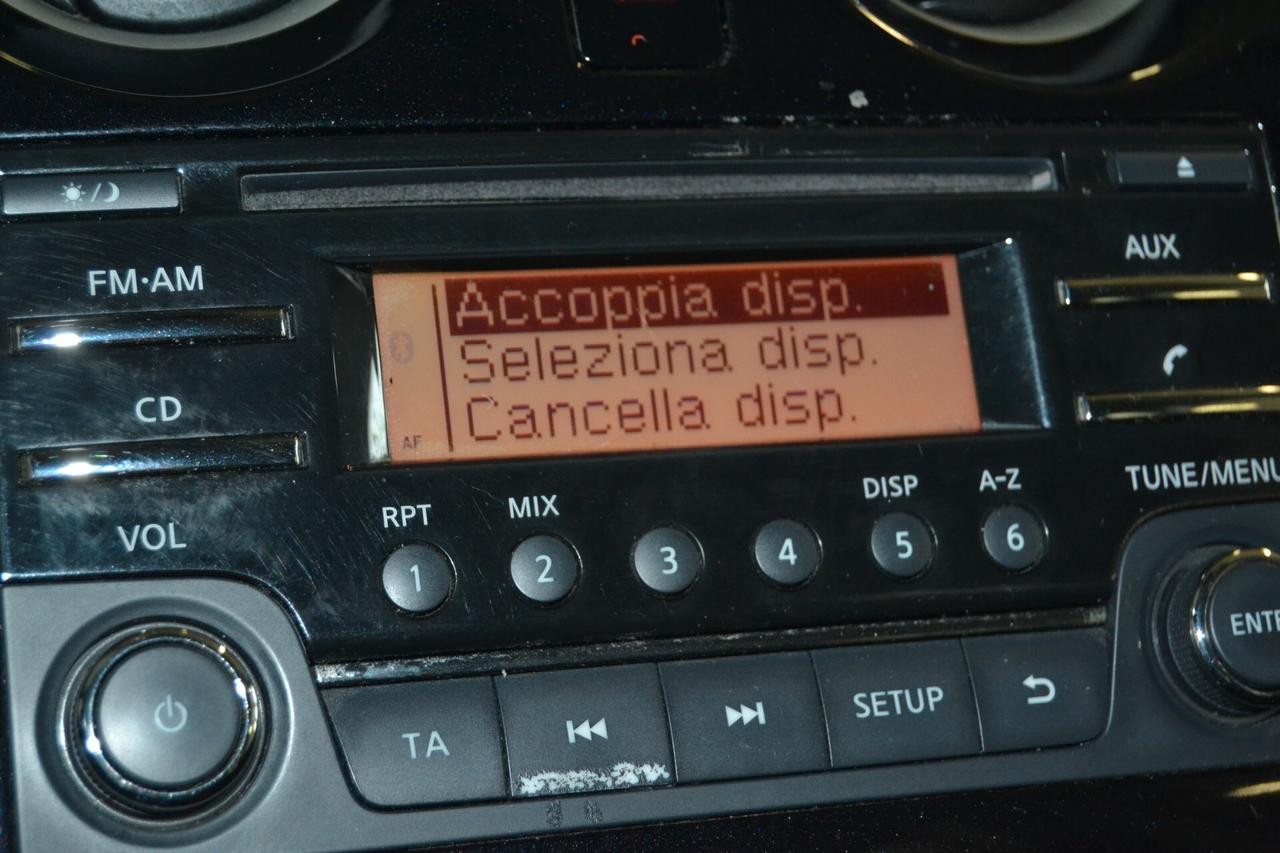 FM·AM
AUX
Accoppia disp.
Seleziona disp.
Cancella disp.
AF
CD
VOL
RPT
MIX
DISP
A-Z
TUNE/MENU
1
2
3
4
5
6
ENTE
TA
SETUP